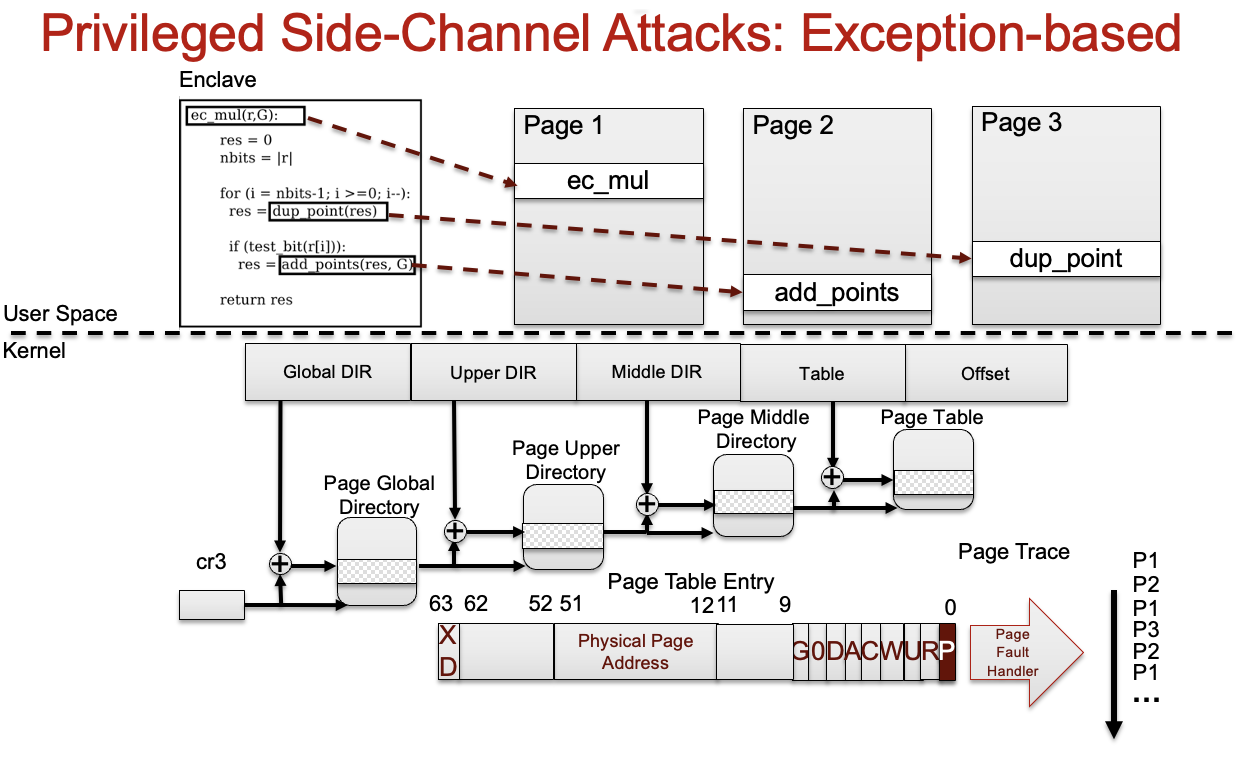 Privileged Side-Channel Attacks: Exception-based
Enclave
ec_mul(r,G):
res = 0
nbits = |r|
for (i = nbits-1; i >=0; i--):
res = dup_point(res)
if (test_bit(r[i])):
res = add_points(res, G)
return res
Page 1
ec_mul
Page 2
add_points
Page 3
dup_point
User Space
Kernel
Global DIR
Upper DIR
Middle DIR
Table
Offset
Page Global
Directory
Page Upper
Directory
Page Middle
Directory
Page Table
cr3
Page Table Entry
63 62 52 51 12 11 9 0
X
D
Physical Page
Address
G 0 D A C W U R P
Page Trace
Page
Fault
Handler
P1
P2
P1
P3
P2
P1
...